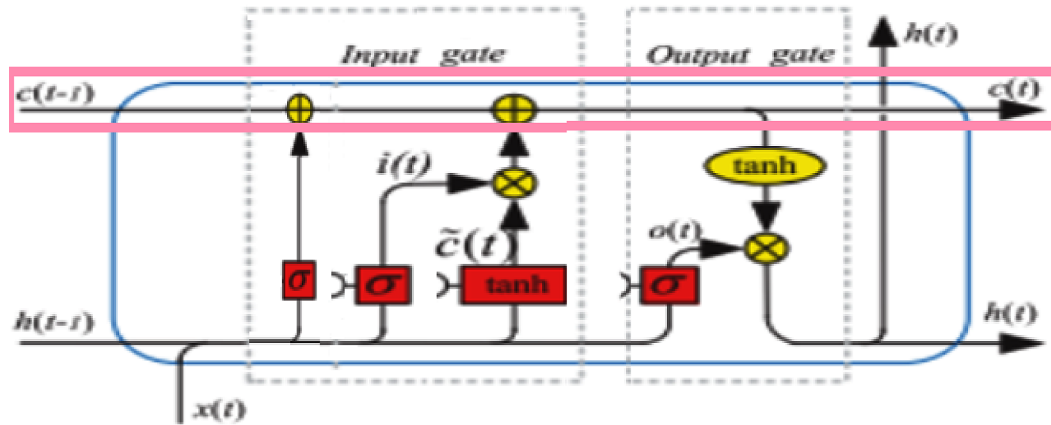 h(t)
Input gate
Output gate
c(t-1)
c(t)
i(t)
tanh
c̃(t)
o(t)
σ
σ
tanh
σ
h(t-1)
h(t)
x(t)